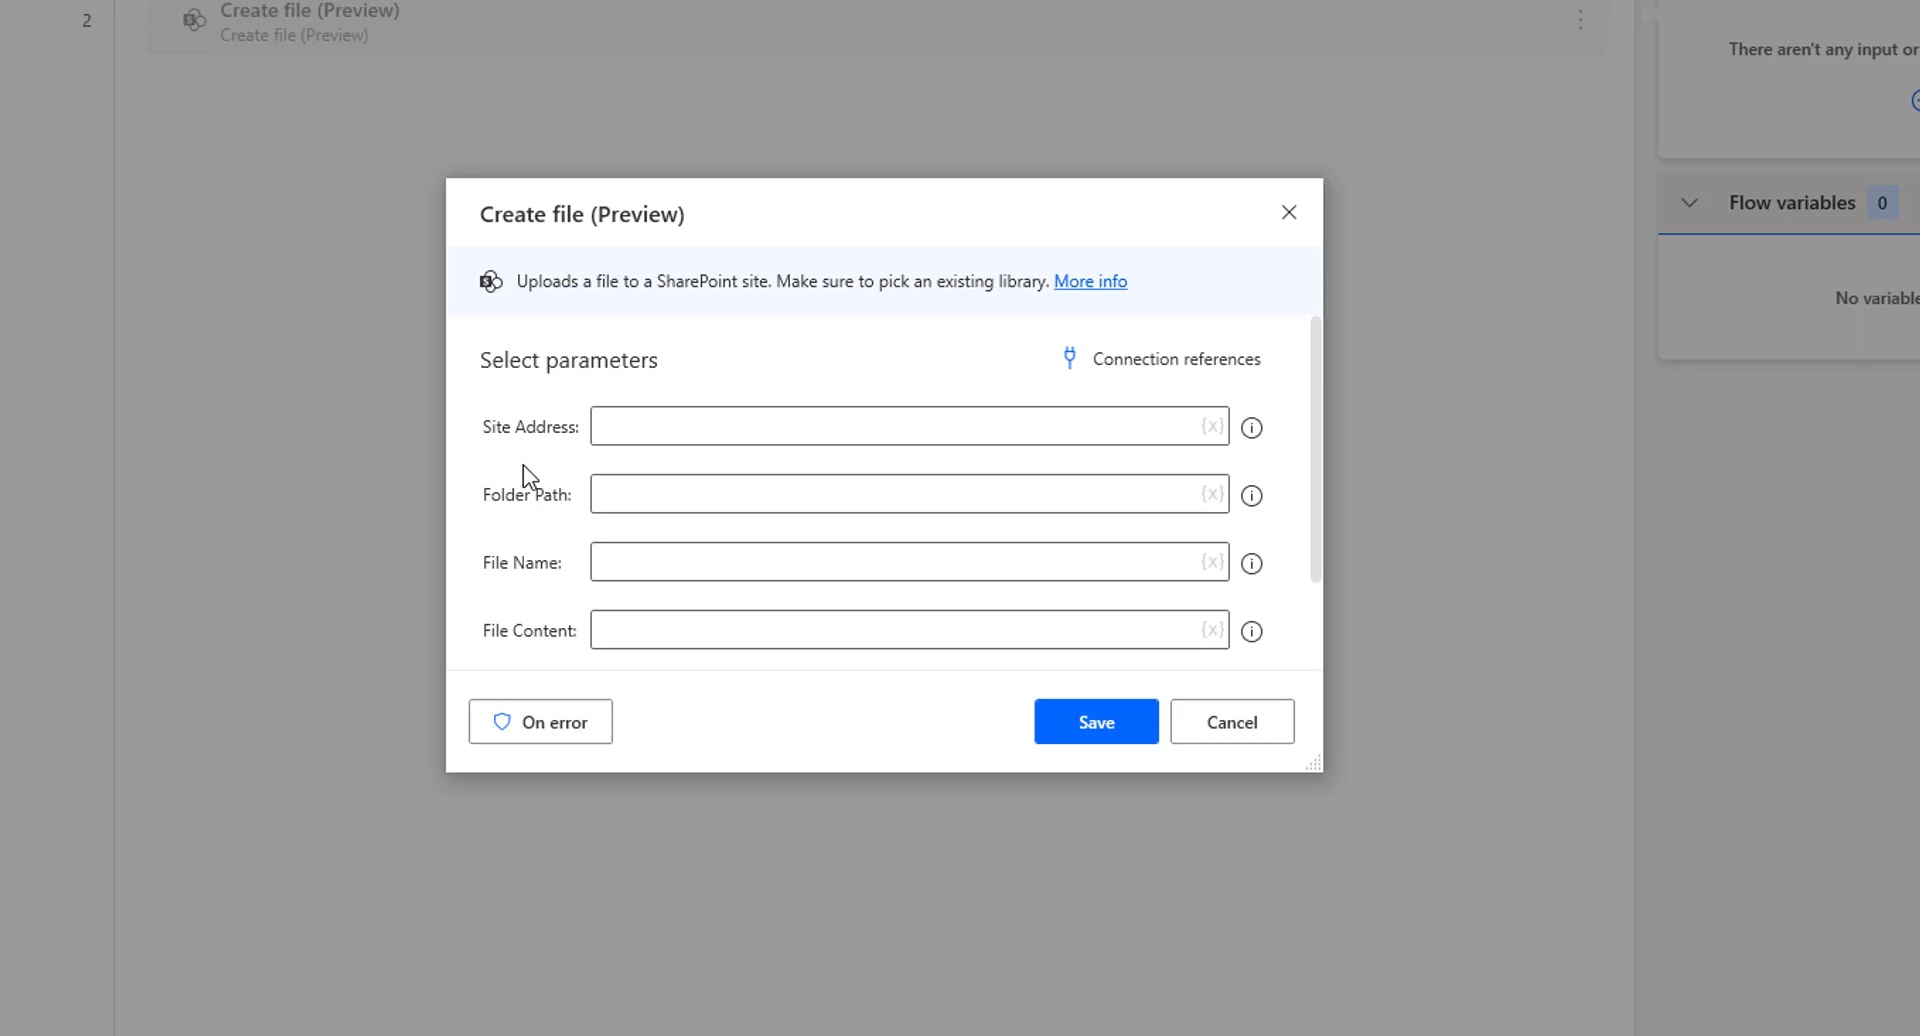 2
Create file (Preview)
Create file (Preview)
There aren't any input or
Flow variables 0
No variable
Create file (Preview)
Uploads a file to a SharePoint site. Make sure to pick an existing library. More info
Select parameters
Connection references
Site Address: {x}
Folder Path: {x}
File Name: {x}
File Content: {x}
On error
Save
Cancel